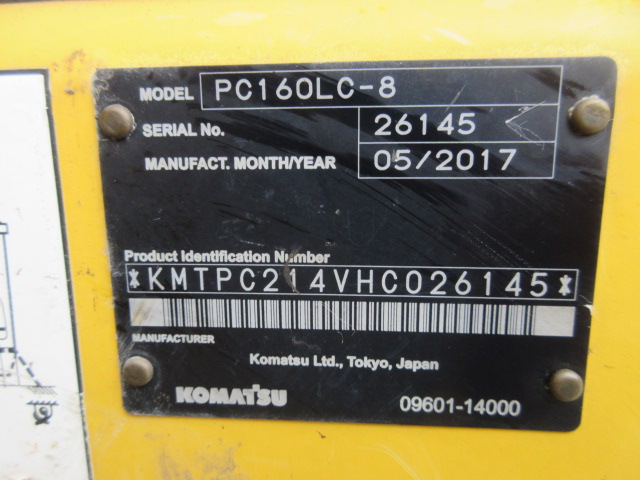 MODEL PC160LC-8
SERIAL No. 26145
MANUFACT. MONTH/YEAR 05/2017
Product Identification Number
*KMTPC214VHC026145*
MANUFACTURER
Komatsu Ltd., Tokyo, Japan
KOMATSU 09601-14000